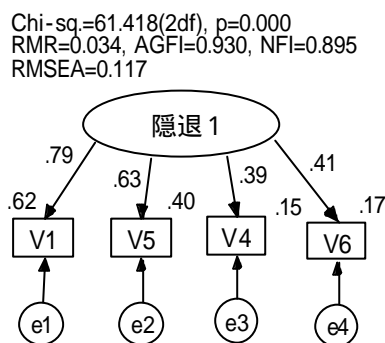 Chi-sq.=61.418(2df), p=0.000
RMR=0.034, AGFI=0.930, NFI=0.895
RMSEA=0.117
隠退1
.79 .63 .39 .41
.62 .40 .15 .17
V1 V5 V4 V6
e1 e2 e3 e4